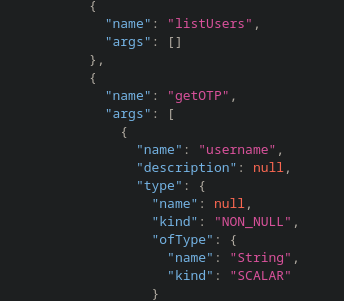 {
"name": "listUsers",
"args": []
},
{
"name": "getOTP",
"args": [
{
"name": "username",
"description": null,
"type": {
"name": null,
"kind": "NON_NULL",
"ofType": {
"name": "String",
"kind": "SCALAR"
}